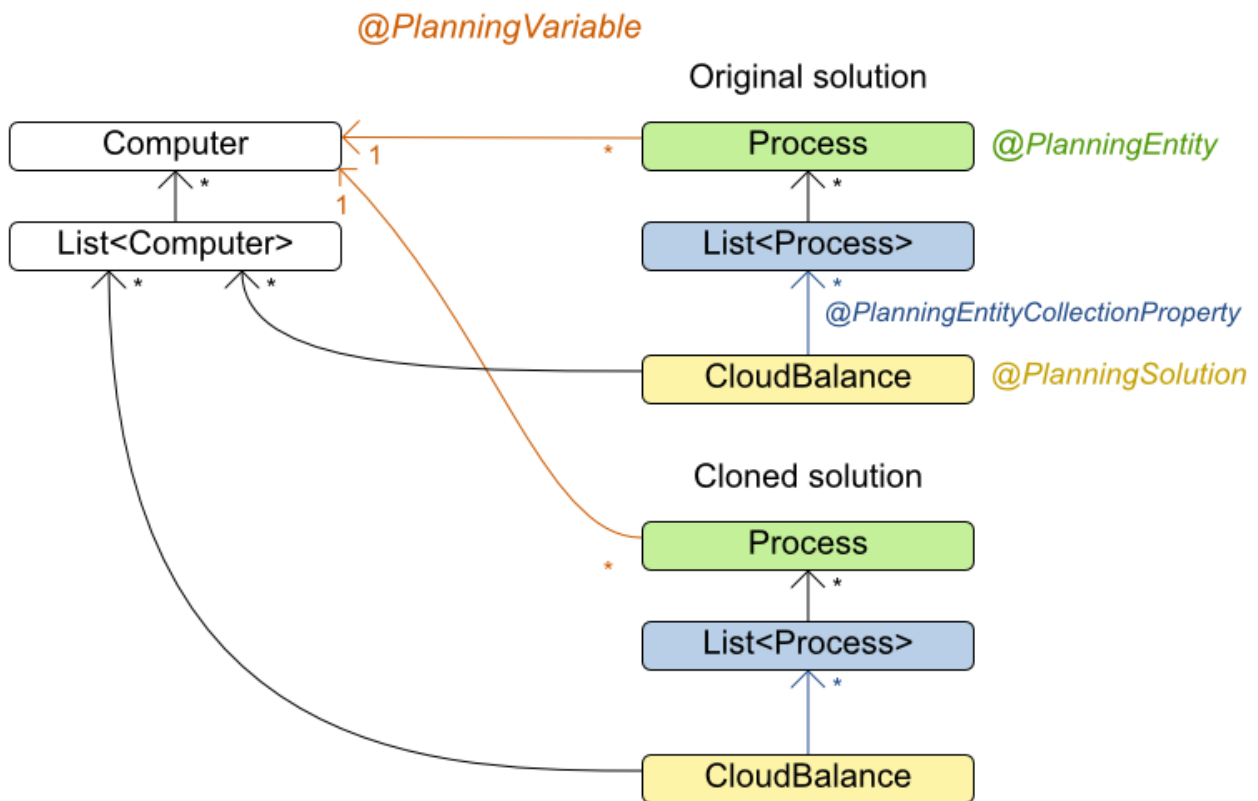 @PlanningVariable
Original solution
Computer
1
*
Process
@PlanningEntity
*
1
*
List<Computer>
List<Process>
*
*
*
@PlanningEntityCollectionProperty
CloudBalance
@PlanningSolution
Cloned solution
Process
*
*
List<Process>
*
CloudBalance